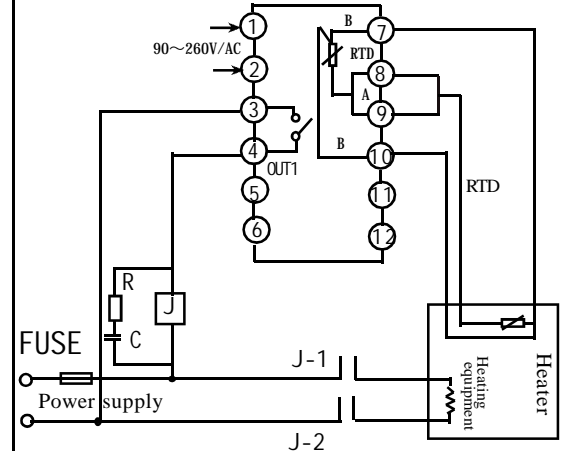 1
90～260V/AC
2
3
4
OUT1
5
6
B
7
RTD
8
A
9
B
10
11
12
RTD
R
J
C
FUSE
J-1
Power supply
J-2
Heating
equipment
Heater